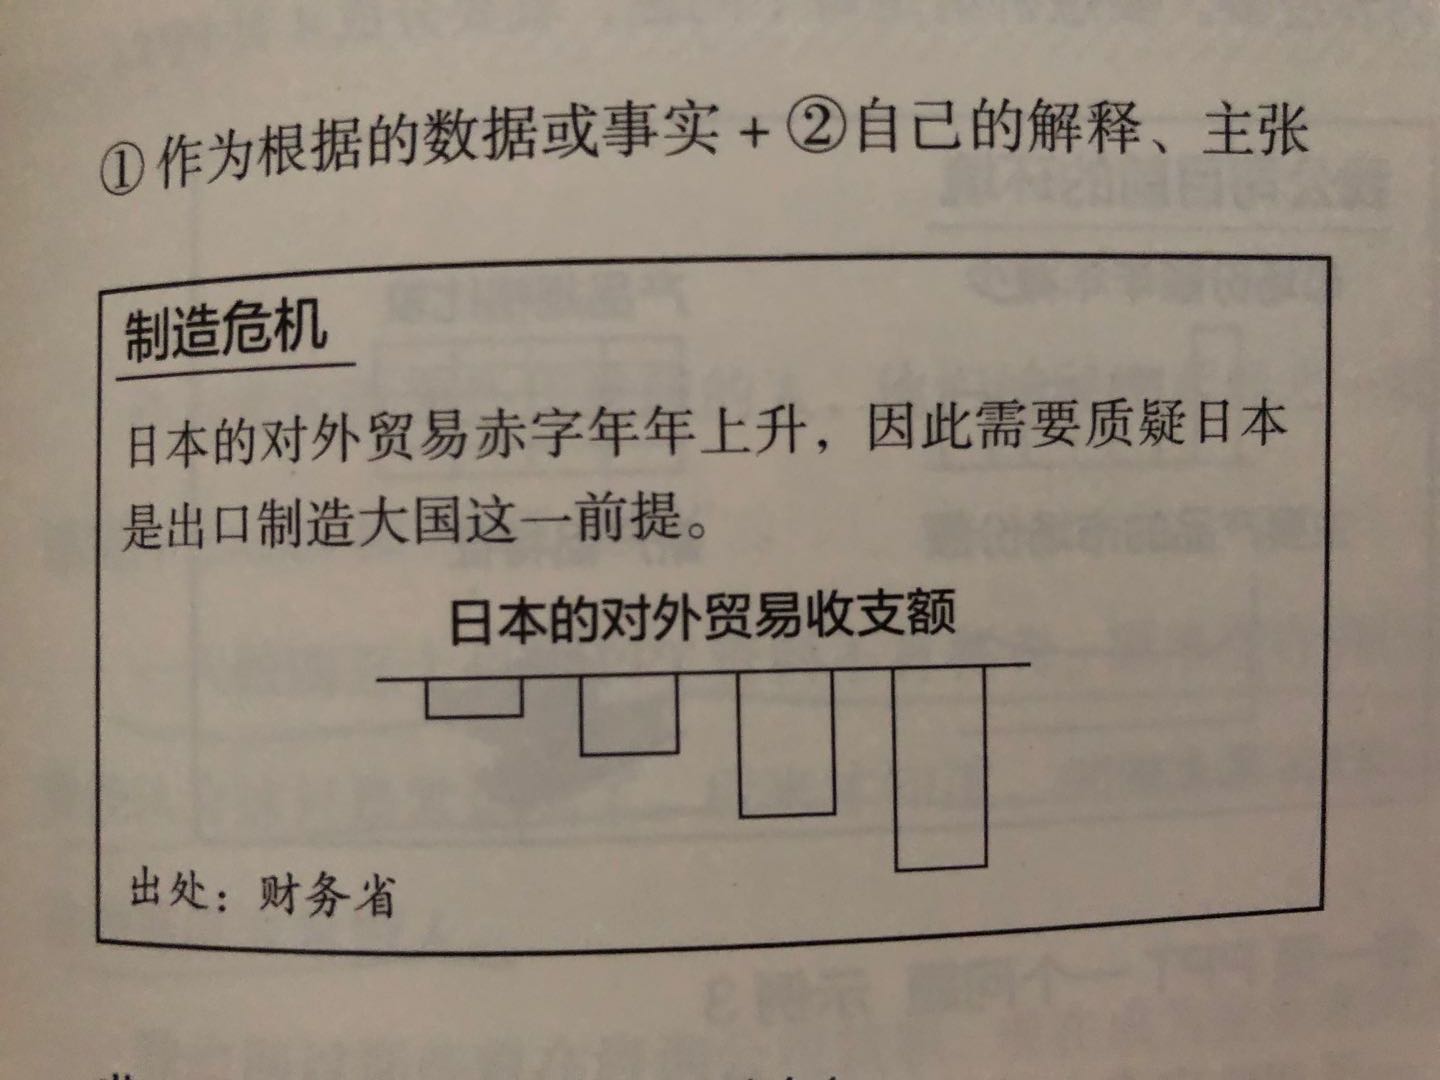 ①作为根据的数据或事实+②自己的解释、主张
制造危机
日本的对外贸易赤字年年上升，因此需要质疑日本
是出口制造大国这一前提。
日本的对外贸易收支额
出处：财务省